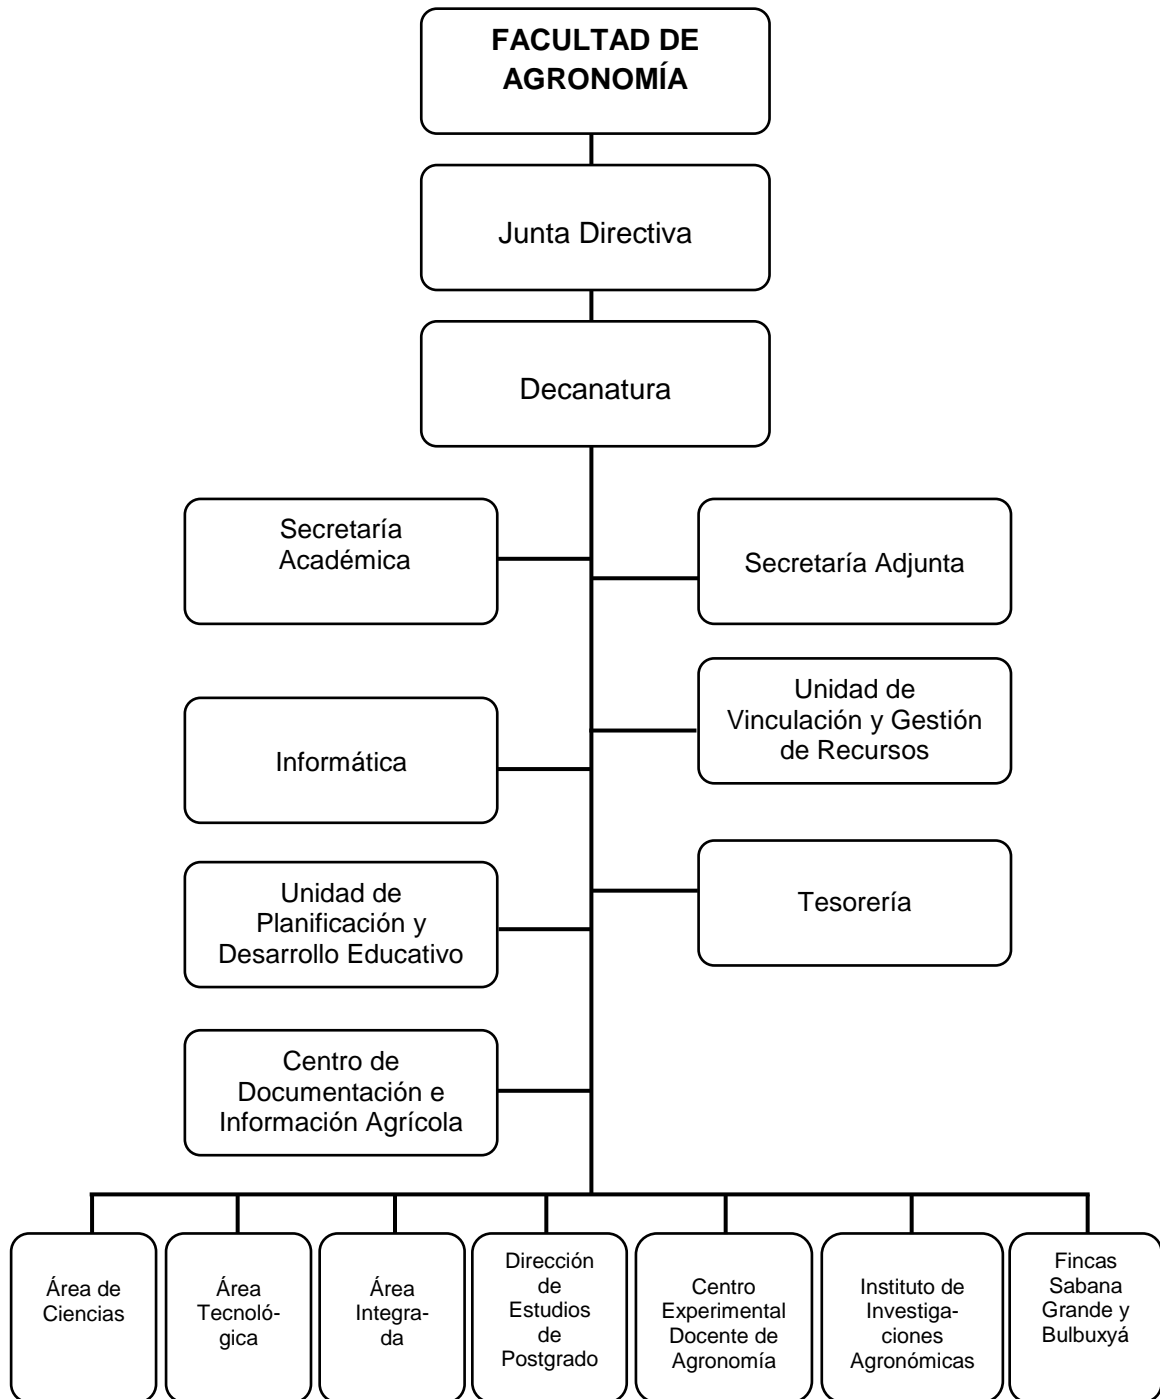 FACULTAD DE
AGRONOMÍA
Junta Directiva
Decanatura
Secretaría
Académica
Secretaría Adjunta
Unidad de
Vinculación y Gestión
de Recursos
Informática
Unidad de
Planificación y
Desarrollo Educativo
Tesorería
Centro de
Documentación e
Información Agrícola
Área de
Ciencias
Área
Tecnoló-
gica
Área
Integra-
da
Dirección
de
Estudios
de
Postgrado
Centro
Experimental
Docente de
Agronomía
Instituto de
Investiga-
ciones
Agronómicas
Fincas
Sabana
Grande y
Bulbuxyá